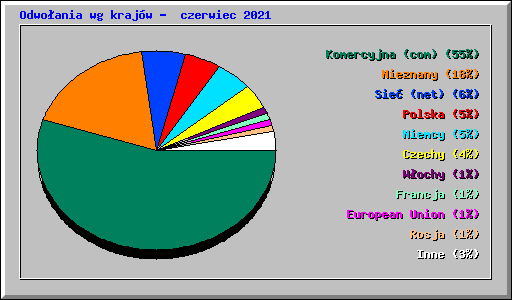 Odwołania wg krajów - czerwiec 2021
Komercyjna (com) (55%)
Nieznany (18%)
Sieć (net) (6%)
Polska (5%)
Niemcy (5%)
Czechy (4%)
Włochy (1%)
Francja (1%)
European Union (1%)
Rosja (1%)
Inne (3%)